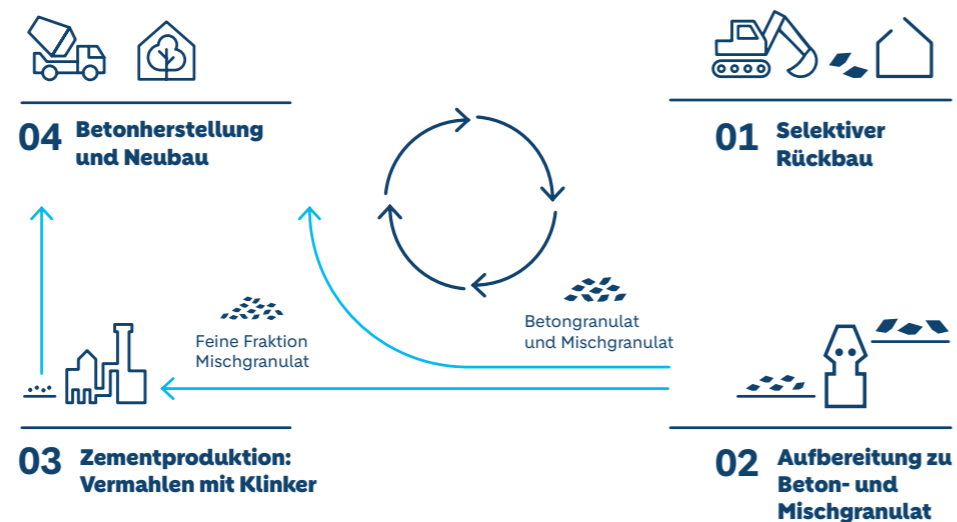 04 Betonherstellung
und Neubau
01 Selektiver
Rückbau
Feine Fraktion
Mischgranulat
Betongranulat
und Mischgranulat
03 Zementproduktion:
Vermahlen mit Klinker
02 Aufbereitung zu
Beton- und
Mischgranulat